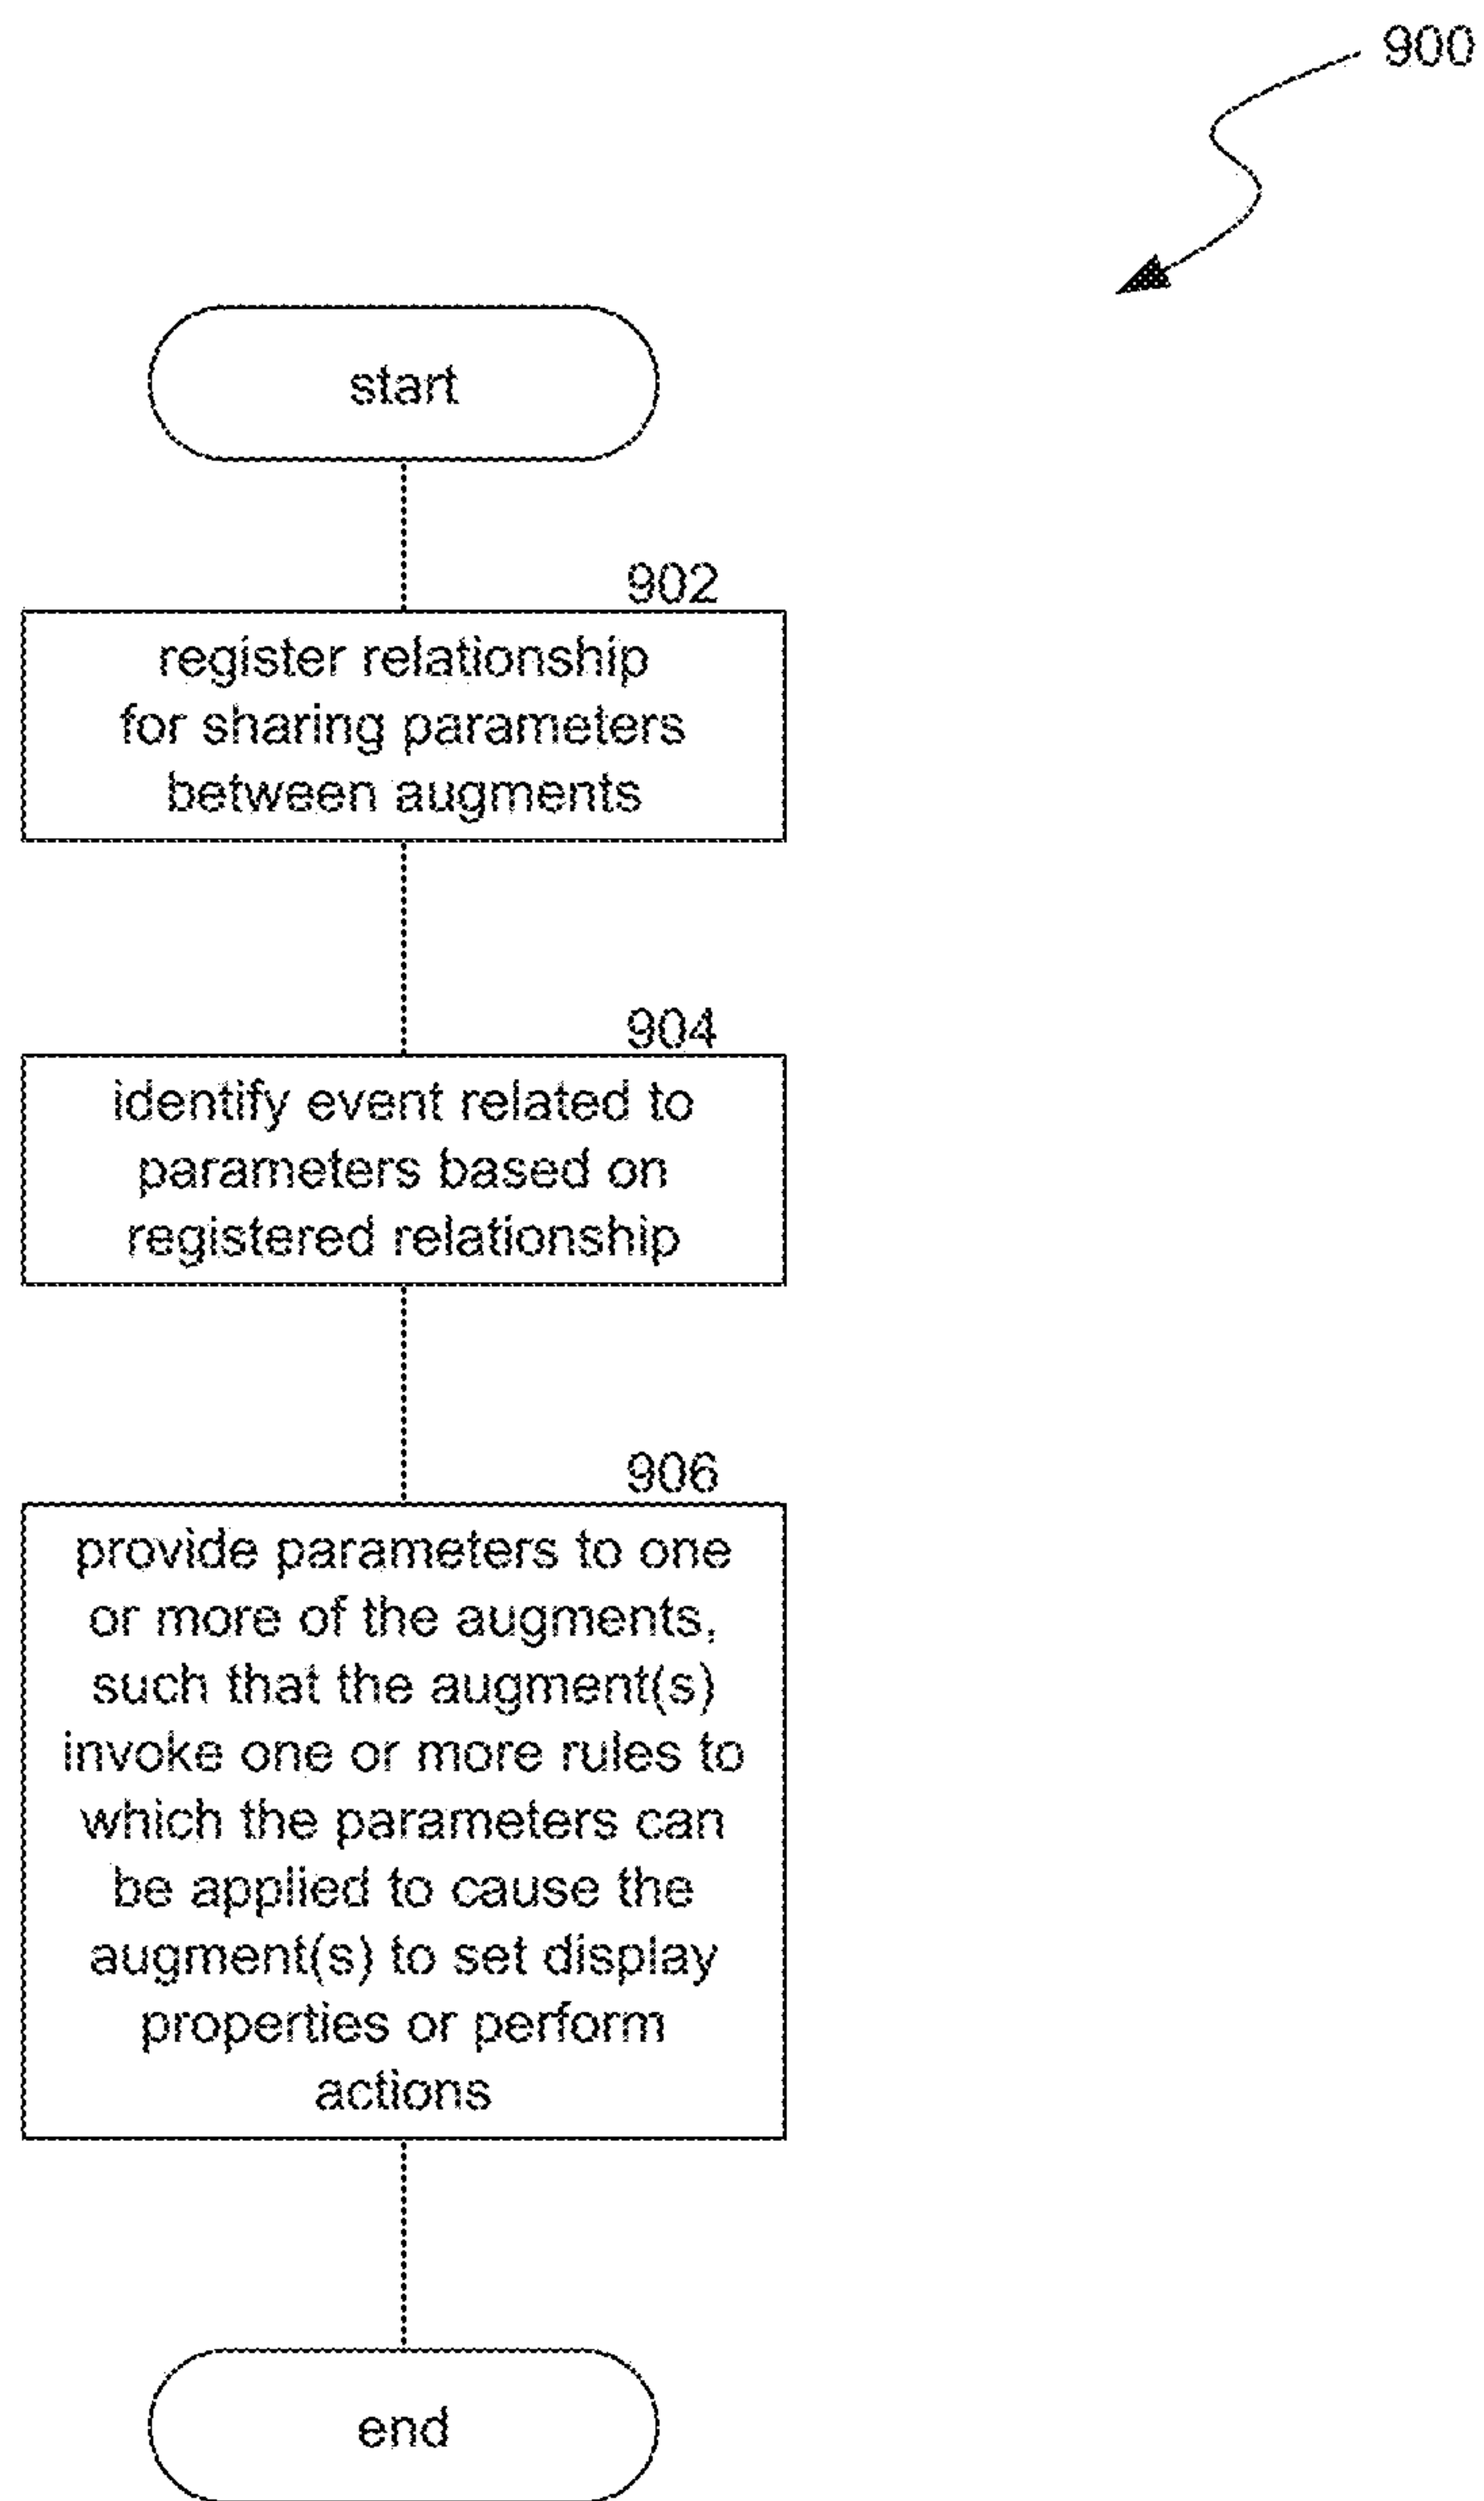 900
start
902
register relationship
for sharing parameters
between augments
904
identify event related to
parameters based on
registered relationship
906
provide parameters to one
or more of the augments,
such that the augment(s)
invoke one or more rules to
which the parameters can
be applied to cause the
augment(s) to set display
properties or perform
actions
end